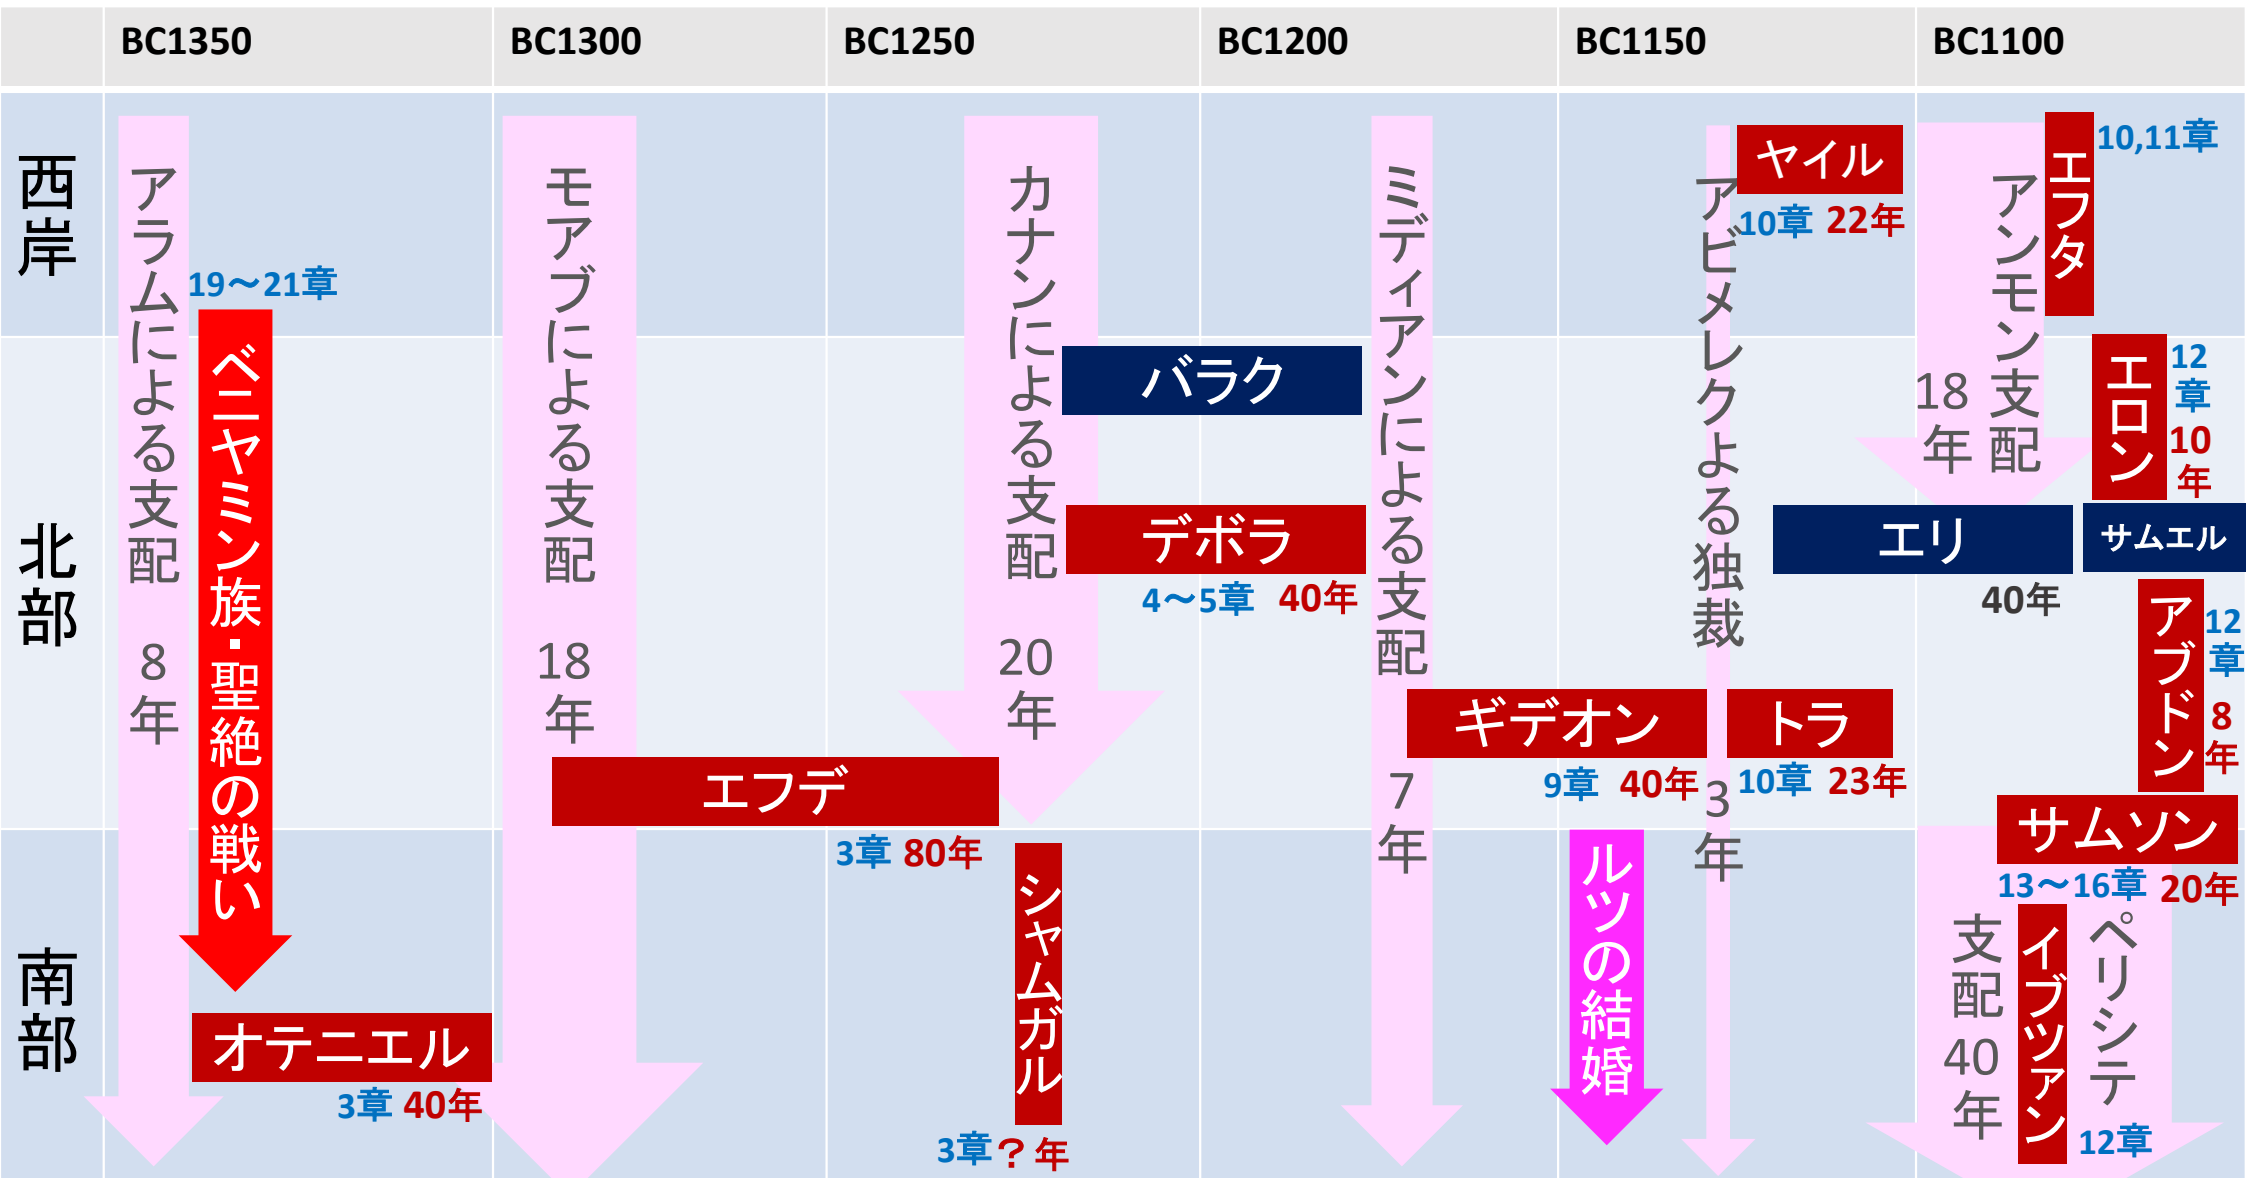 BC1350
BC1300
BC1250
BC1200
BC1150
BC1100
西岸
北部
南部
アラムによる支配 8年
19～21章
ベニヤミン族・聖絶の戦い
オテニエル
3章 40年
モアブによる支配 18年
エフデ
3章 80年
カナンによる支配 20年
シャムガル
3章？年
バラク
デボラ
4～5章 40年
ミディアンによる支配 7年
ギデオン
9章 40年
ルツの結婚
アビメレクよる独裁 3年
ヤイル
10章 22年
トラ
10章 23年
アンモン支配
18年
エフタ
10,11章
エロン
12章
10年
エリ
40年
サムエル
アブドン
12章
8年
サムソン
13～16章 20年
ペリシテ
支配40年
イブツァン
12章